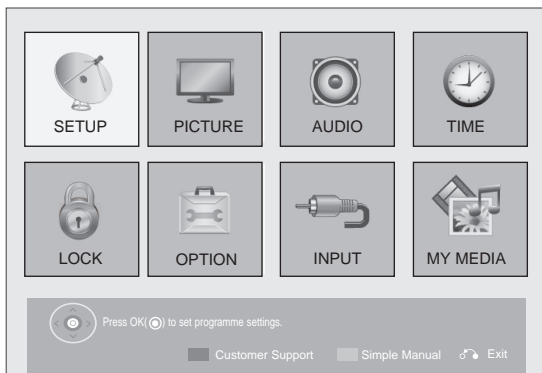 SETUP PICTURE AUDIO TIME
LOCK OPTION INPUT MY MEDIA
Press OK( ) to set programme settings.
Customer Support Simple Manual Exit